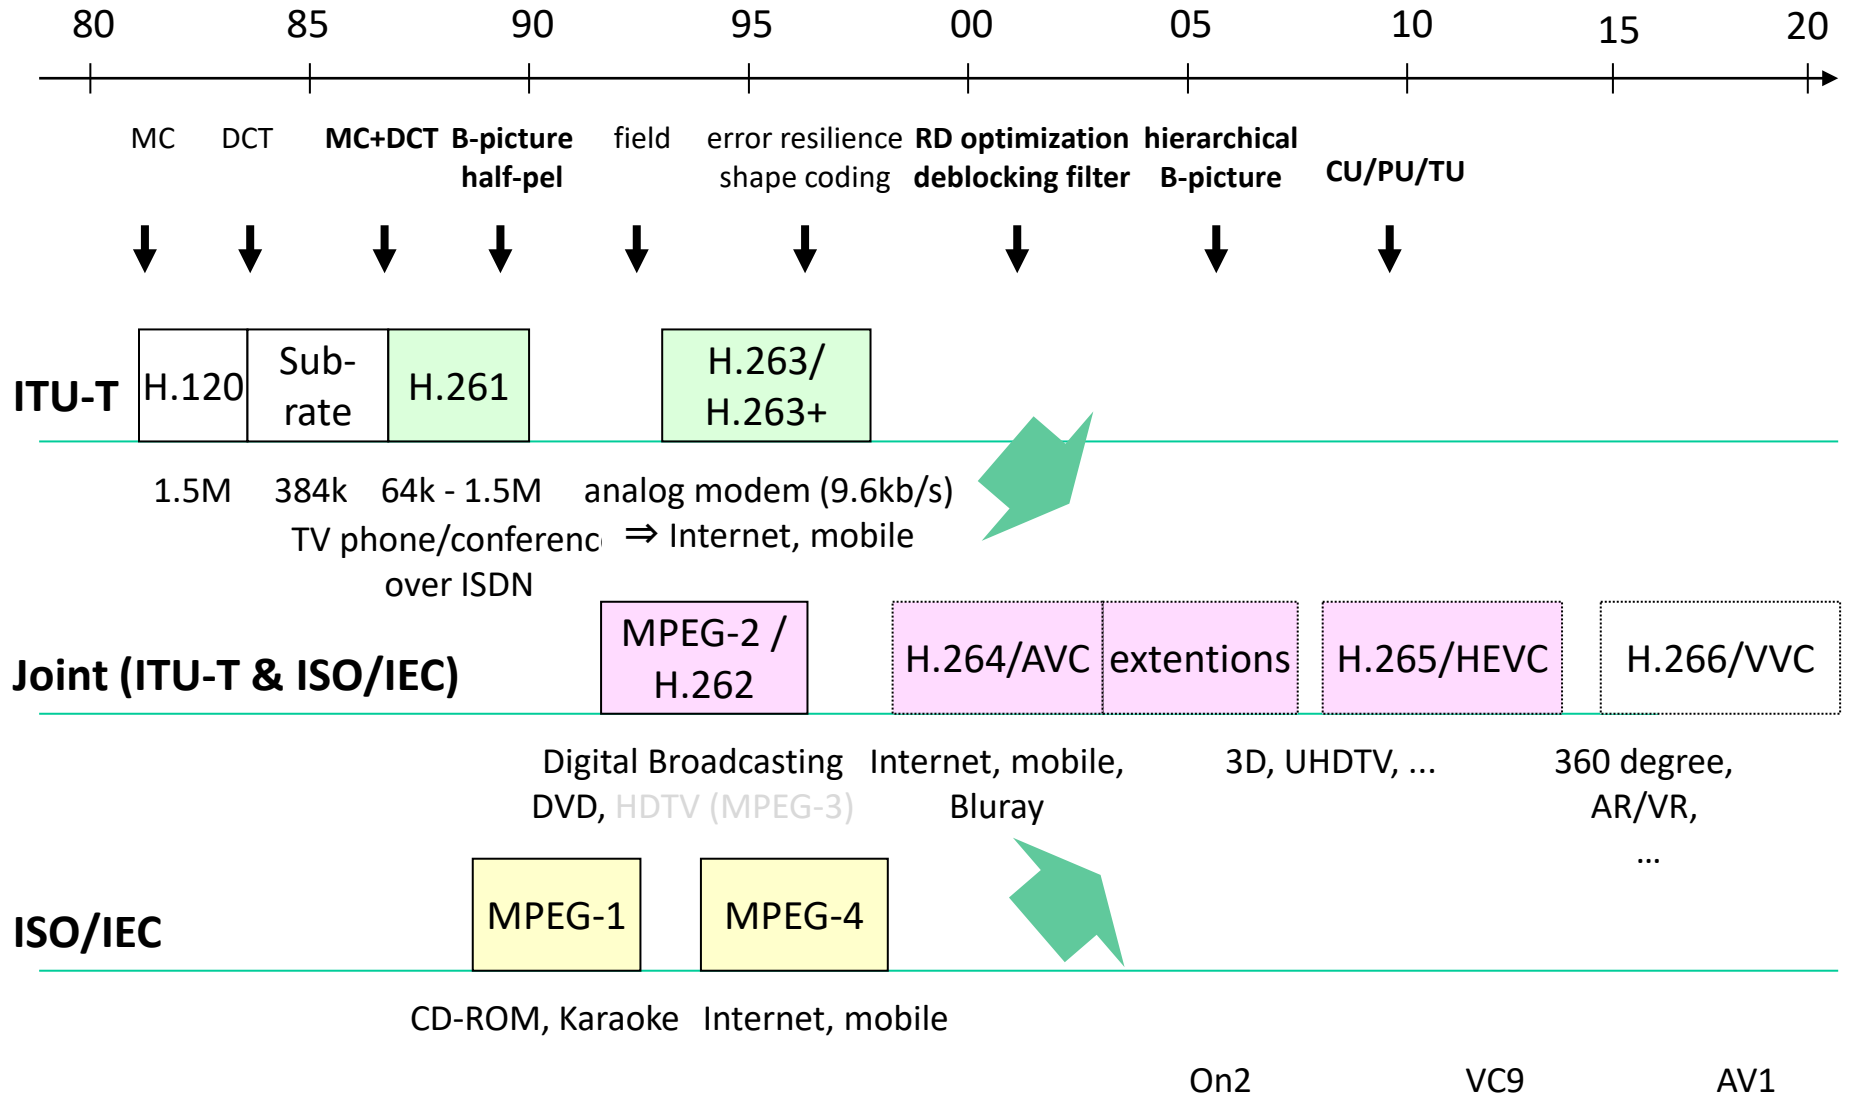 80 85 90 95 00 05 10 15 20
MC DCT MC+DCT B-picture field error resilience RD optimization hierarchical
half-pel shape coding deblocking filter B-picture CU/PU/TU
ITU-T
H.120
Sub-
rate
H.261
H.263/
H.263+
1.5M 384k 64k - 1.5M analog modem (9.6kb/s)
TV phone/conferenc ⇒ Internet, mobile
over ISDN
Joint (ITU-T & ISO/IEC)
MPEG-2 /
H.262
H.264/AVC
extentions
H.265/HEVC
H.266/VVC
Digital Broadcasting
DVD, HDTV (MPEG-3)
Internet, mobile,
Bluray
3D, UHDTV, ...
360 degree,
AR/VR,
...
ISO/IEC
MPEG-1
MPEG-4
CD-ROM, Karaoke
Internet, mobile
On2 VC9 AV1